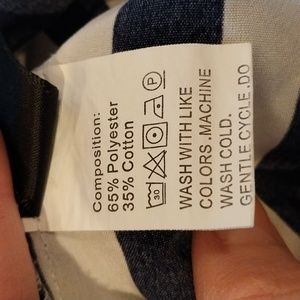 Composition:
65% Polyester
35% Cotton
30
P
WASH WITH LIKE
COLORS .MACHINE
WASH COLD.
GENTLE CYCLE .DO